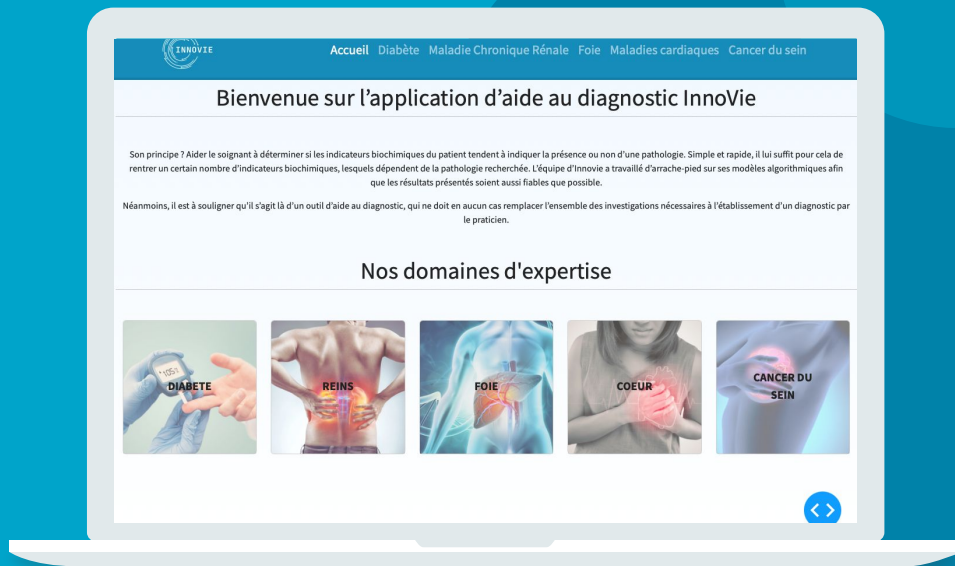 INNOVIE
Accueil Diabète Maladie Chronique Rénale Foie Maladies cardiaques Cancer du sein
Bienvenue sur l’application d’aide au diagnostic InnoVie
Son principe ? Aider le soignant à déterminer si les indicateurs biochimiques du patient tendent à indiquer la présence ou non d'une pathologie. Simple et rapide, il lui suffit pour cela de
rentrer un certain nombre d'indicateurs biochimiques, lesquels dépendent de la pathologie recherchée. L'équipe d'Innovie a travaillé d'arrache-pied sur ses modèles algorithmiques afin
que les résultats présentés soient aussi fiables que possible.
Néanmoins, il est à souligner qu'il s'agit là d'un outil d'aide au diagnostic, qui ne doit en aucun cas remplacer l'ensemble des investigations nécessaires à l'établissement d'un diagnostic par
le praticien.
Nos domaines d'expertise
105
DIABETE
REINS
FOIE
COEUR
CANCER DU
SEIN